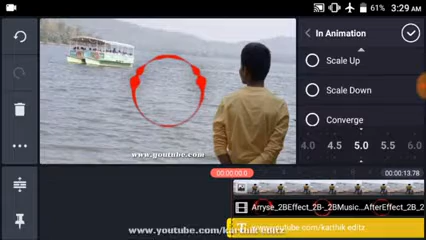 61% 3:29 AM
In Animation
Scale Up
Scale Down
Converge
4.0 4.5 5.0 5.5 6.0
www.youtube.com
00:00:00.0
00:00:13.78
Arryse_2BEffect_2B-_2BMusic... AfterEffect_2B_2
T www.youtube.com/karthik editz
www.youtube.com/karthik editz